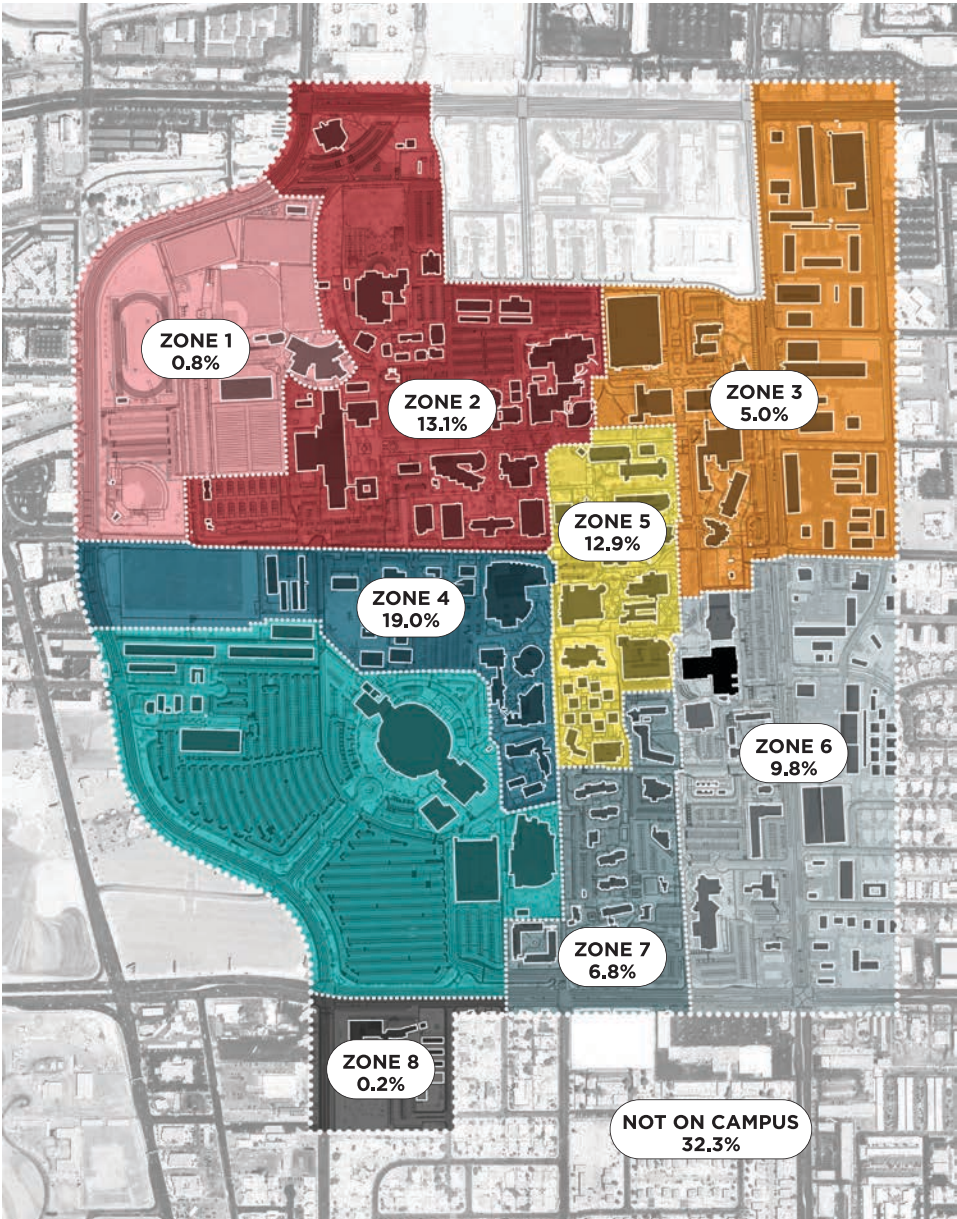 ZONE 1
0.8%
ZONE 2
13.1%
ZONE 3
5.0%
ZONE 5
12.9%
ZONE 4
19.0%
ZONE 6
9.8%
ZONE 7
6.8%
ZONE 8
0.2%
NOT ON CAMPUS
32.3%